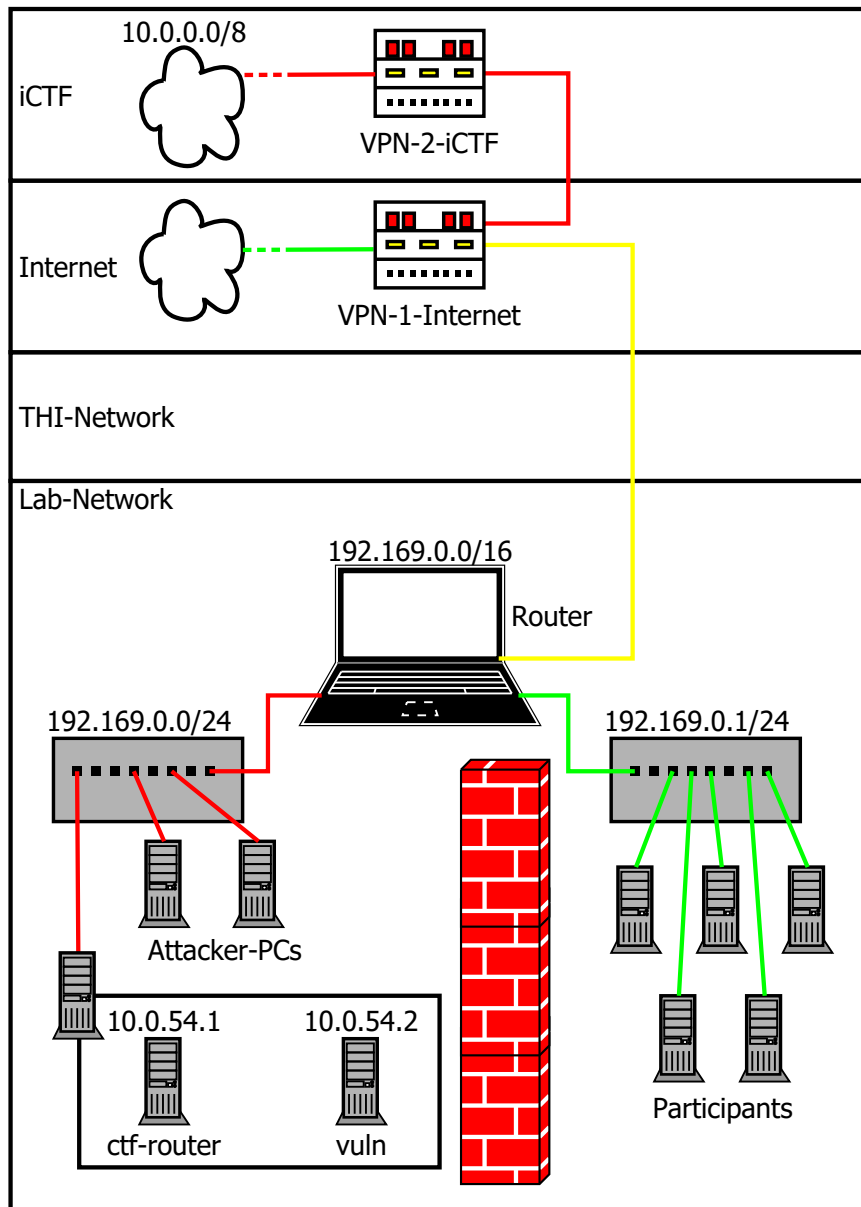 10.0.0.0/8
iCTF
VPN-2-iCTF
Internet
VPN-1-Internet
THI-Network
Lab-Network
192.169.0.0/16
Router
192.169.0.0/24
192.169.0.1/24
Attacker-PCs
10.0.54.1
10.0.54.2
ctf-router
vuln
Participants